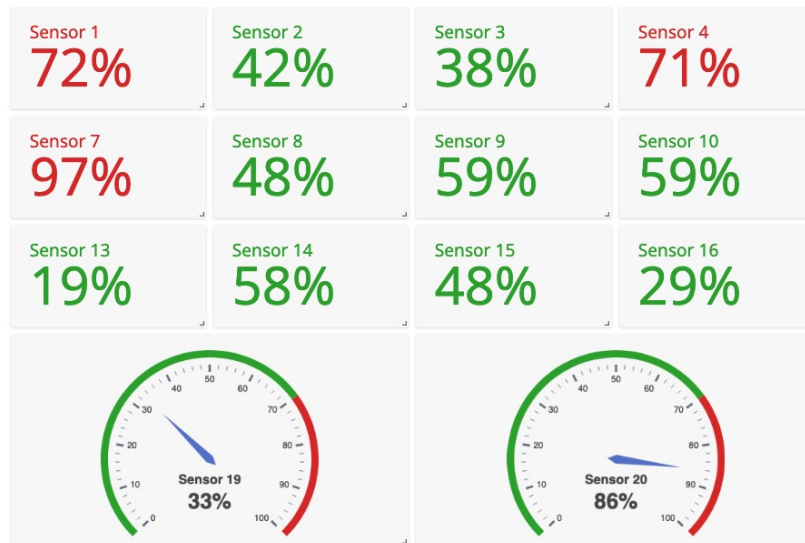 Sensor 1
72%
Sensor 2
42%
Sensor 3
38%
Sensor 4
71%
Sensor 7
97%
Sensor 8
48%
Sensor 9
59%
Sensor 10
59%
Sensor 13
19%
Sensor 14
58%
Sensor 15
48%
Sensor 16
29%
0
10
20
30
40
50
60
70
80
90
100
Sensor 19
33%
0
10
20
30
40
50
60
70
80
90
100
Sensor 20
86%